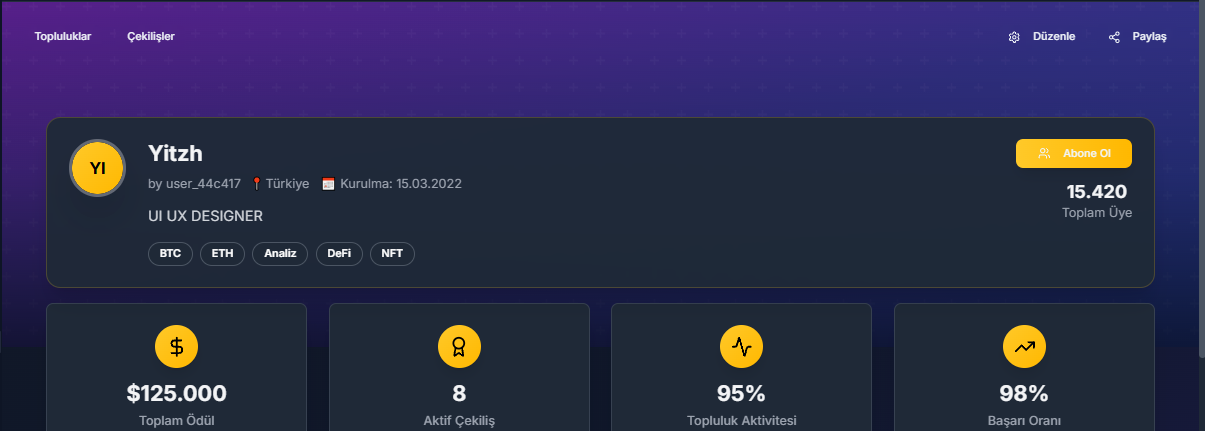 Topluluklar Çekilişler Düzenle Paylaş
YI
Yitzh
by user_44c417 Türkiye Kurulma: 15.03.2022
UI UX DESIGNER
BTC ETH Analiz DeFi NFT
Abone Ol
15.420
Toplam Üye
$125.000
Toplam Ödül
8
Aktif Çekiliş
95%
Topluluk Aktivitesi
98%
Başarı Oranı